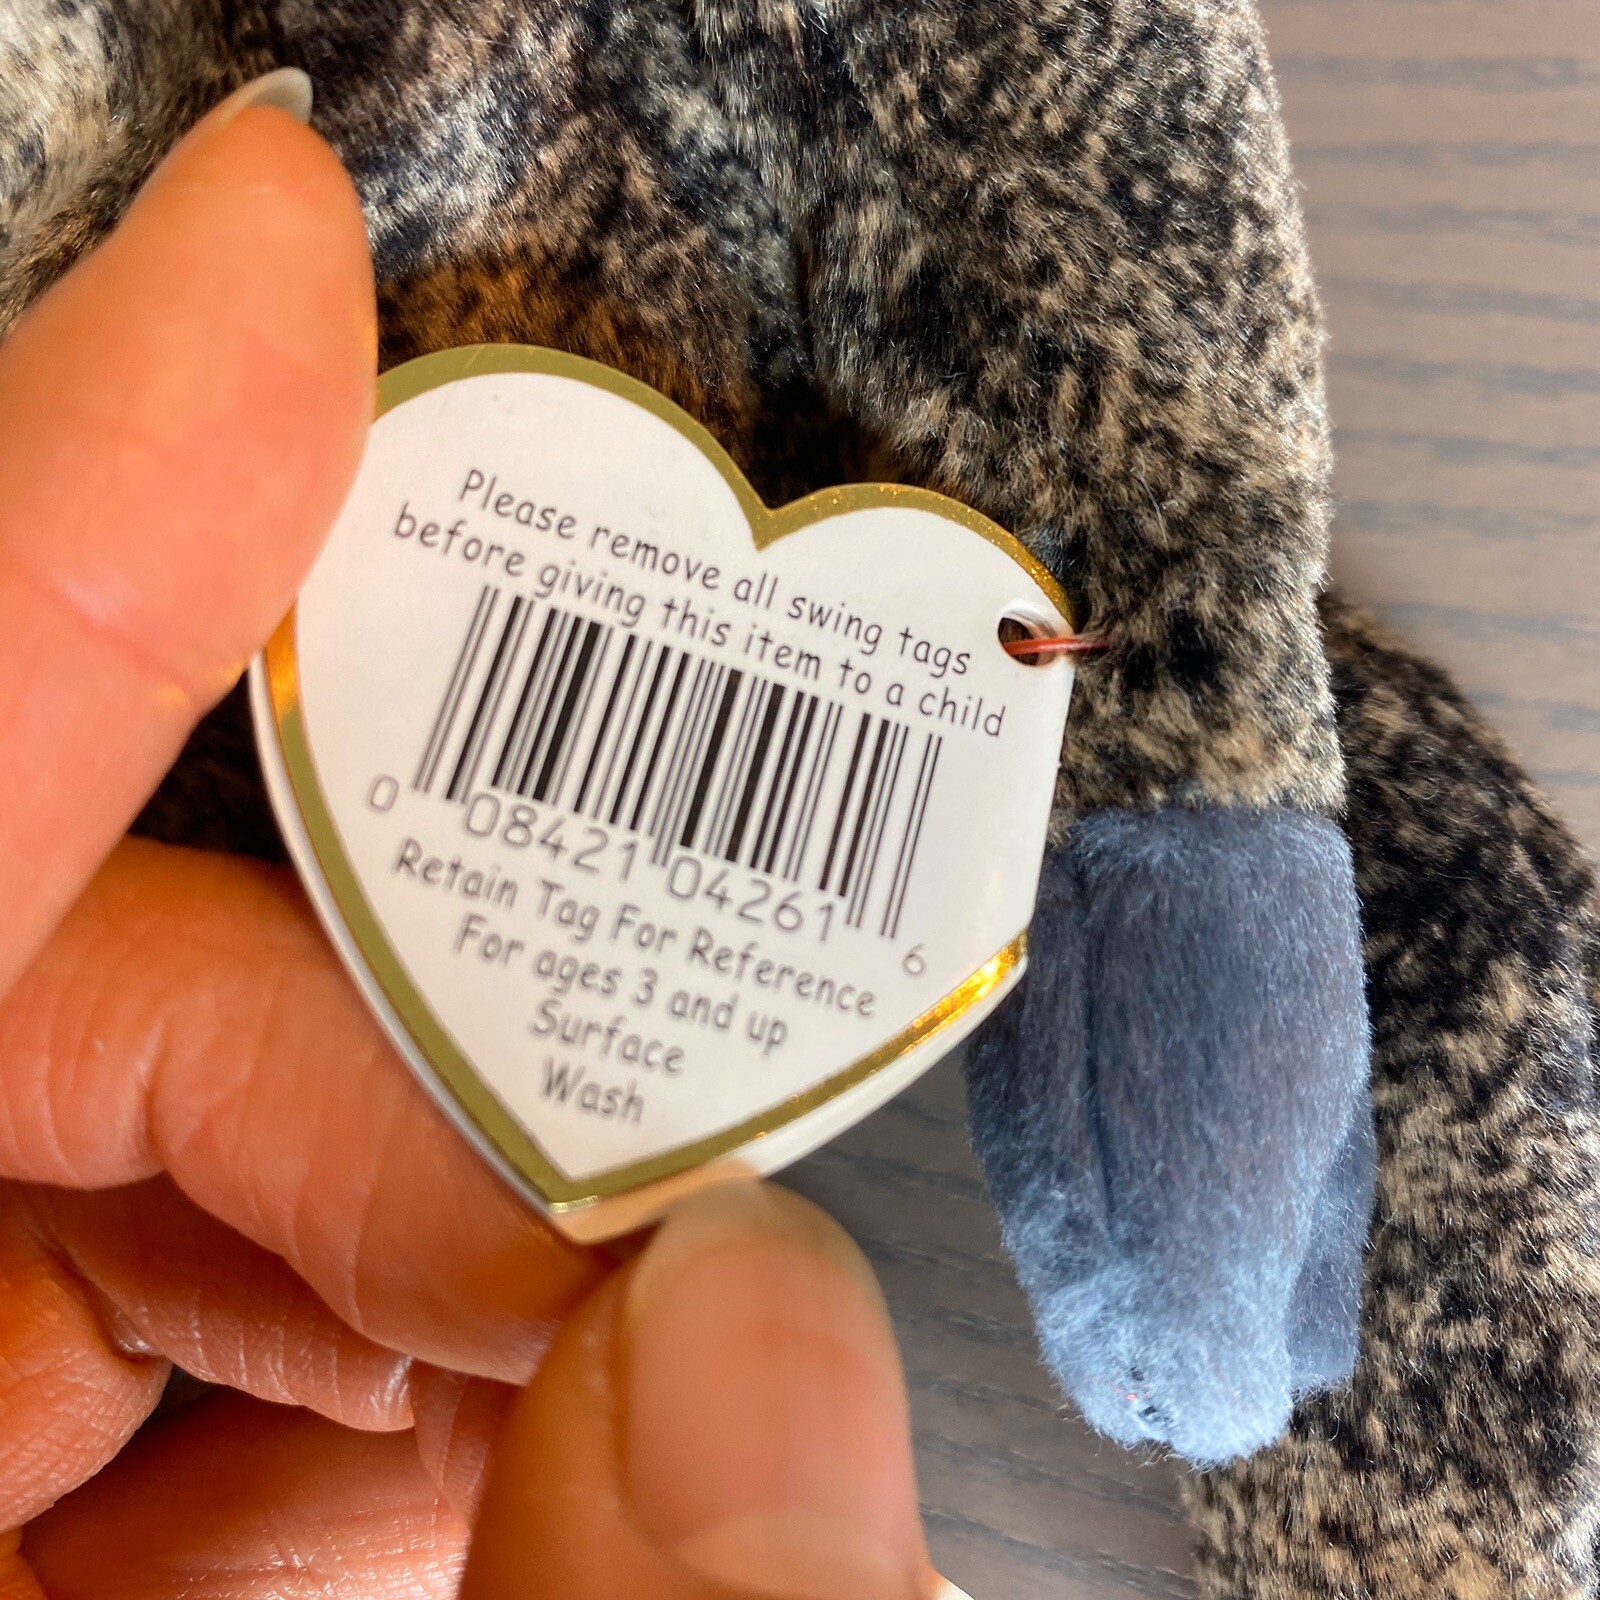 Please remove all swing tags
before giving this item to a child
0 08421 04261 6
Retain Tag For Reference
For ages 3 and up
Surface
Wash